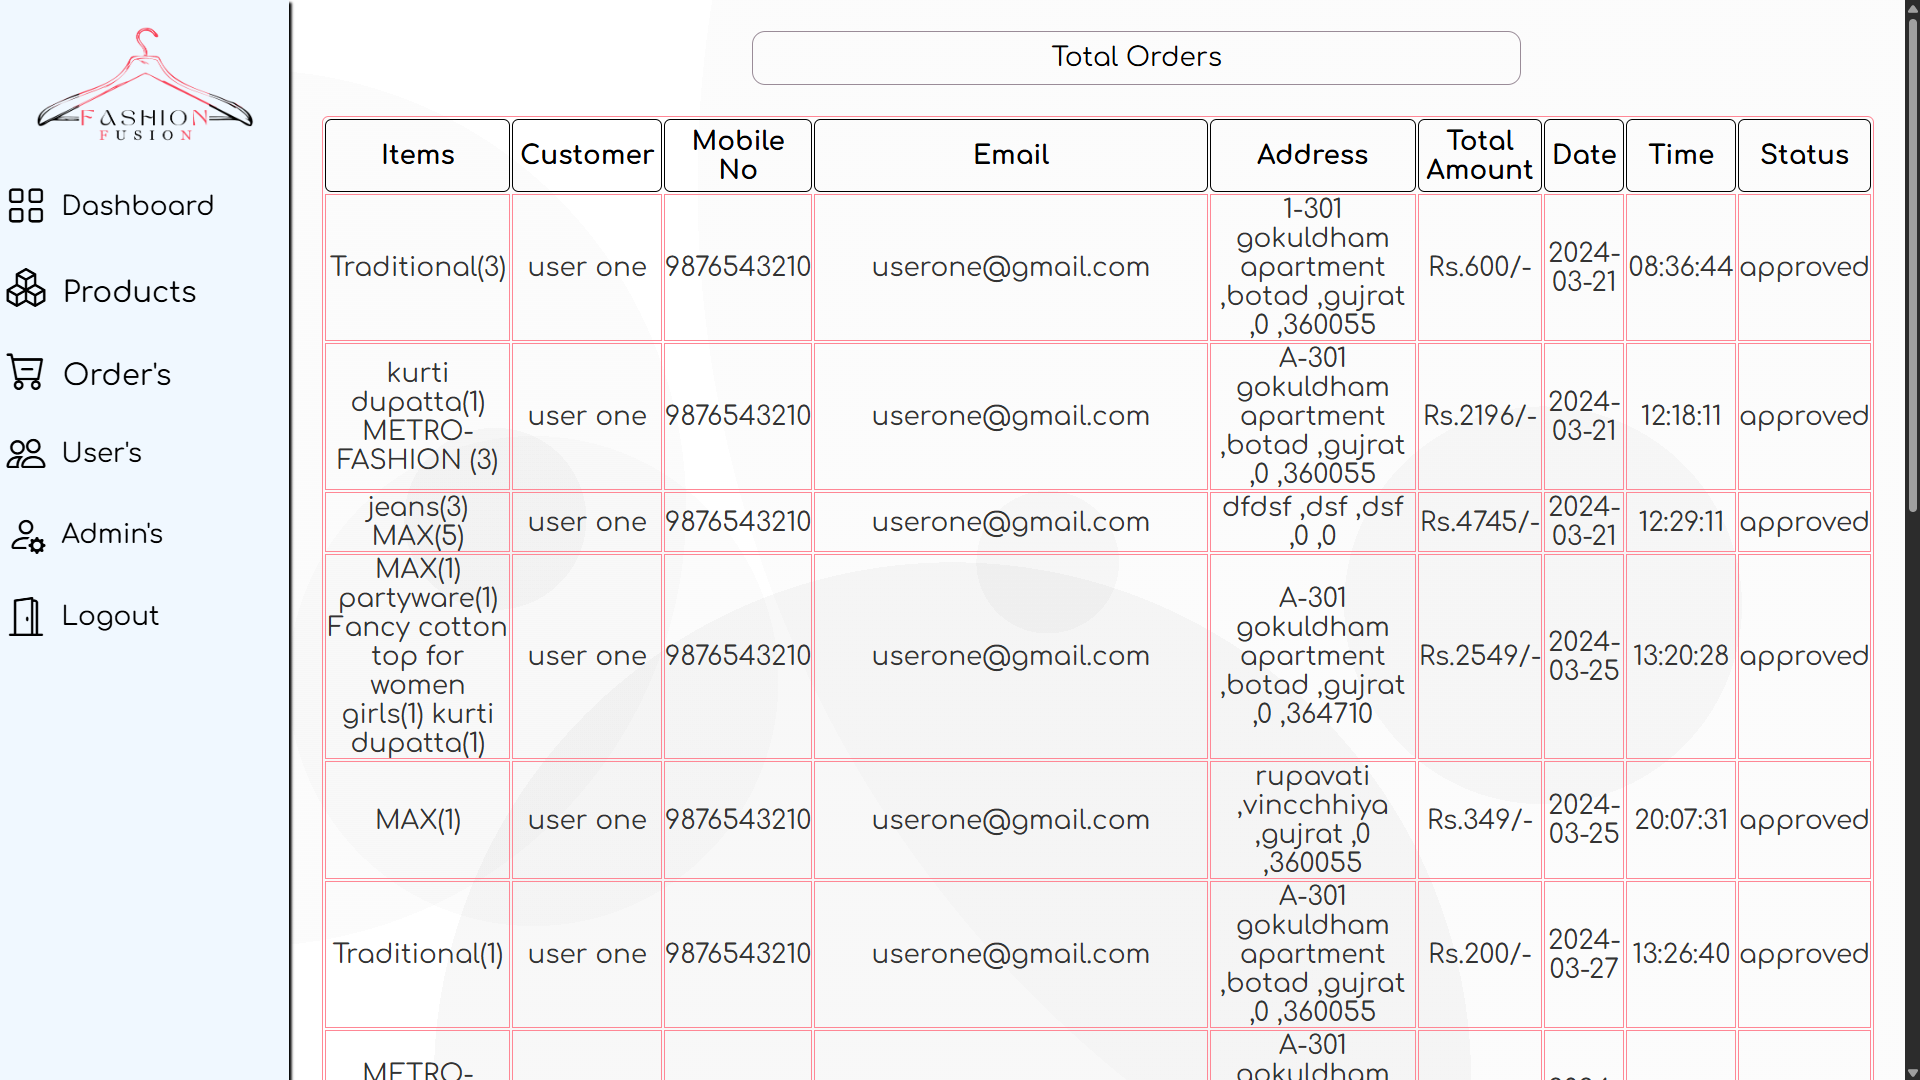 FASHION
FUSION
Dashboard
Products
Order's
User's
Admin's
Logout
Total Orders
Items Customer Mobile No Email Address Total Amount Date Time Status
Traditional(3) user one 9876543210 userone@gmail.com 1-301 gokuldham apartment ,botad ,gujrat ,0 ,360055 Rs.600/- 2024-03-21 08:36:44 approved
kurti dupatta(1) METRO-FASHION (3) user one 9876543210 userone@gmail.com A-301 gokuldham apartment ,botad ,gujrat ,0 ,360055 Rs.2196/- 2024-03-21 12:18:11 approved
jeans(3) MAX(5) user one 9876543210 userone@gmail.com dfdsf ,dsf ,dsf ,0 ,0 Rs.4745/- 2024-03-21 12:29:11 approved
MAX(1) partyware(1) Fancy cotton top for women girls(1) kurti dupatta(1) user one 9876543210 userone@gmail.com A-301 gokuldham apartment ,botad ,gujrat ,0 ,364710 Rs.2549/- 2024-03-25 13:20:28 approved
MAX(1) user one 9876543210 userone@gmail.com rupavati ,vincchhiya ,gujrat ,0 ,360055 Rs.349/- 2024-03-25 20:07:31 approved
Traditional(1) user one 9876543210 userone@gmail.com A-301 gokuldham apartment ,botad ,gujrat ,0 ,360055 Rs.200/- 2024-03-27 13:26:40 approved
METRO- A-301 gokuldham